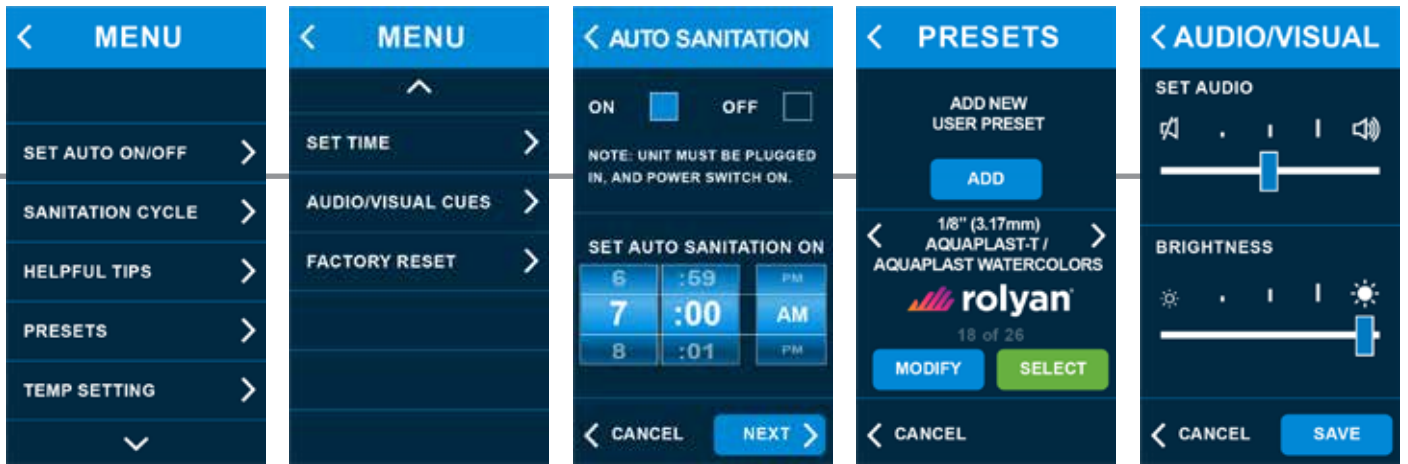 MENU
SET AUTO ON/OFF
SANITATION CYCLE
HELPFUL TIPS
PRESETS
TEMP SETTING
MENU
SET TIME
AUDIO/VISUAL CUES
FACTORY RESET
AUTO SANITATION
ON OFF
NOTE: UNIT MUST BE PLUGGED
IN, AND POWER SWITCH ON.
SET AUTO SANITATION ON
6 :59 PM
7 :00 AM
8 :01 PM
CANCEL NEXT
PRESETS
ADD NEW
USER PRESET
ADD
1/8" (3.17mm)
AQUAPLAST-T /
AQUAPLAST WATERCOLORS
rolyan
18 of 26
MODIFY SELECT
CANCEL
AUDIO/VISUAL
SET AUDIO
BRIGHTNESS
CANCEL SAVE